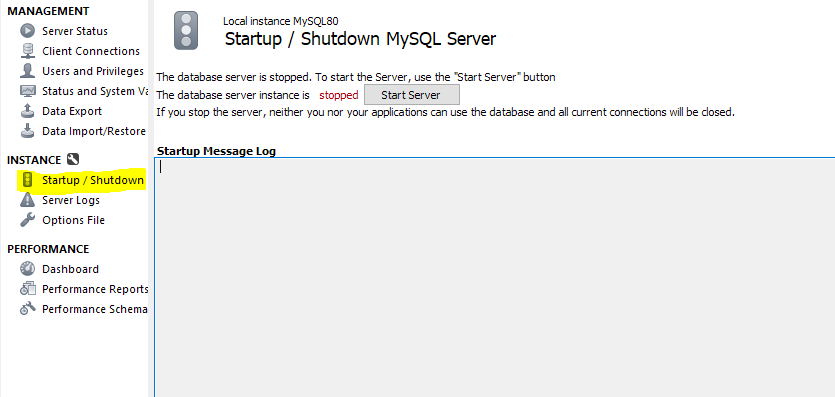 MANAGEMENT
Server Status
Client Connections
Users and Privileges
Status and System Va
Data Export
Data Import/Restore
INSTANCE
Startup / Shutdown
Server Logs
Options File
PERFORMANCE
Dashboard
Performance Reports
Performance Schema
Local instance MySQL80
Startup / Shutdown MySQL Server
The database server is stopped. To start the Server, use the "Start Server" button
The database server instance is stopped Start Server
If you stop the server, neither you nor your applications can use the database and all current connections will be closed.
Startup Message Log